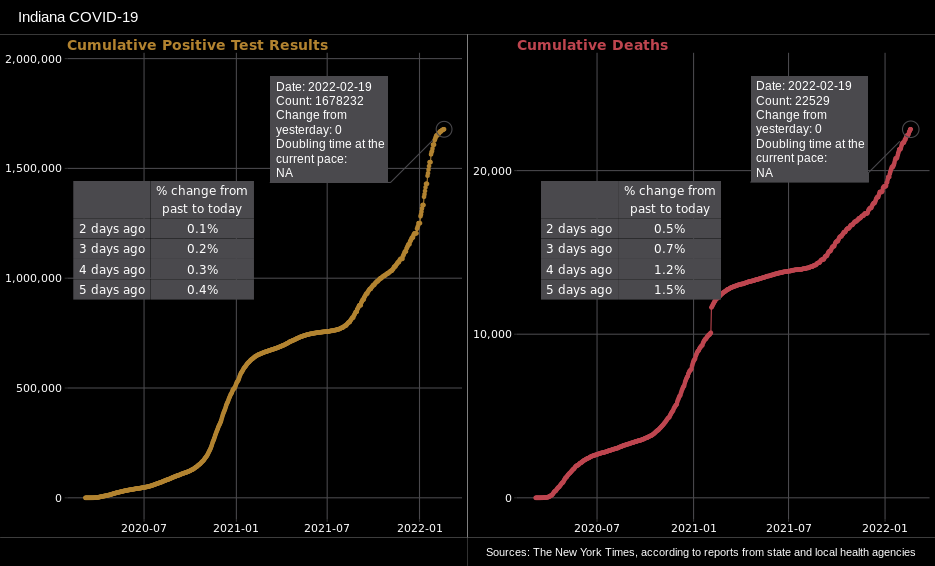 Indiana COVID-19
Cumulative Positive Test Results
2,000,000
1,500,000
1,000,000
500,000
0
2020-07
2021-01
2021-07
2022-01
Date: 2022-02-19
Count: 1678232
Change from
yesterday: 0
Doubling time at the
current pace:
NA
% change from
past to today
2 days ago 0.1%
3 days ago 0.2%
4 days ago 0.3%
5 days ago 0.4%
Cumulative Deaths
20,000
10,000
0
2020-07
2021-01
2021-07
2022-01
Date: 2022-02-19
Count: 22529
Change from
yesterday: 0
Doubling time at the
current pace:
NA
% change from
past to today
2 days ago 0.5%
3 days ago 0.7%
4 days ago 1.2%
5 days ago 1.5%
Sources: The New York Times, according to reports from state and local health agencies